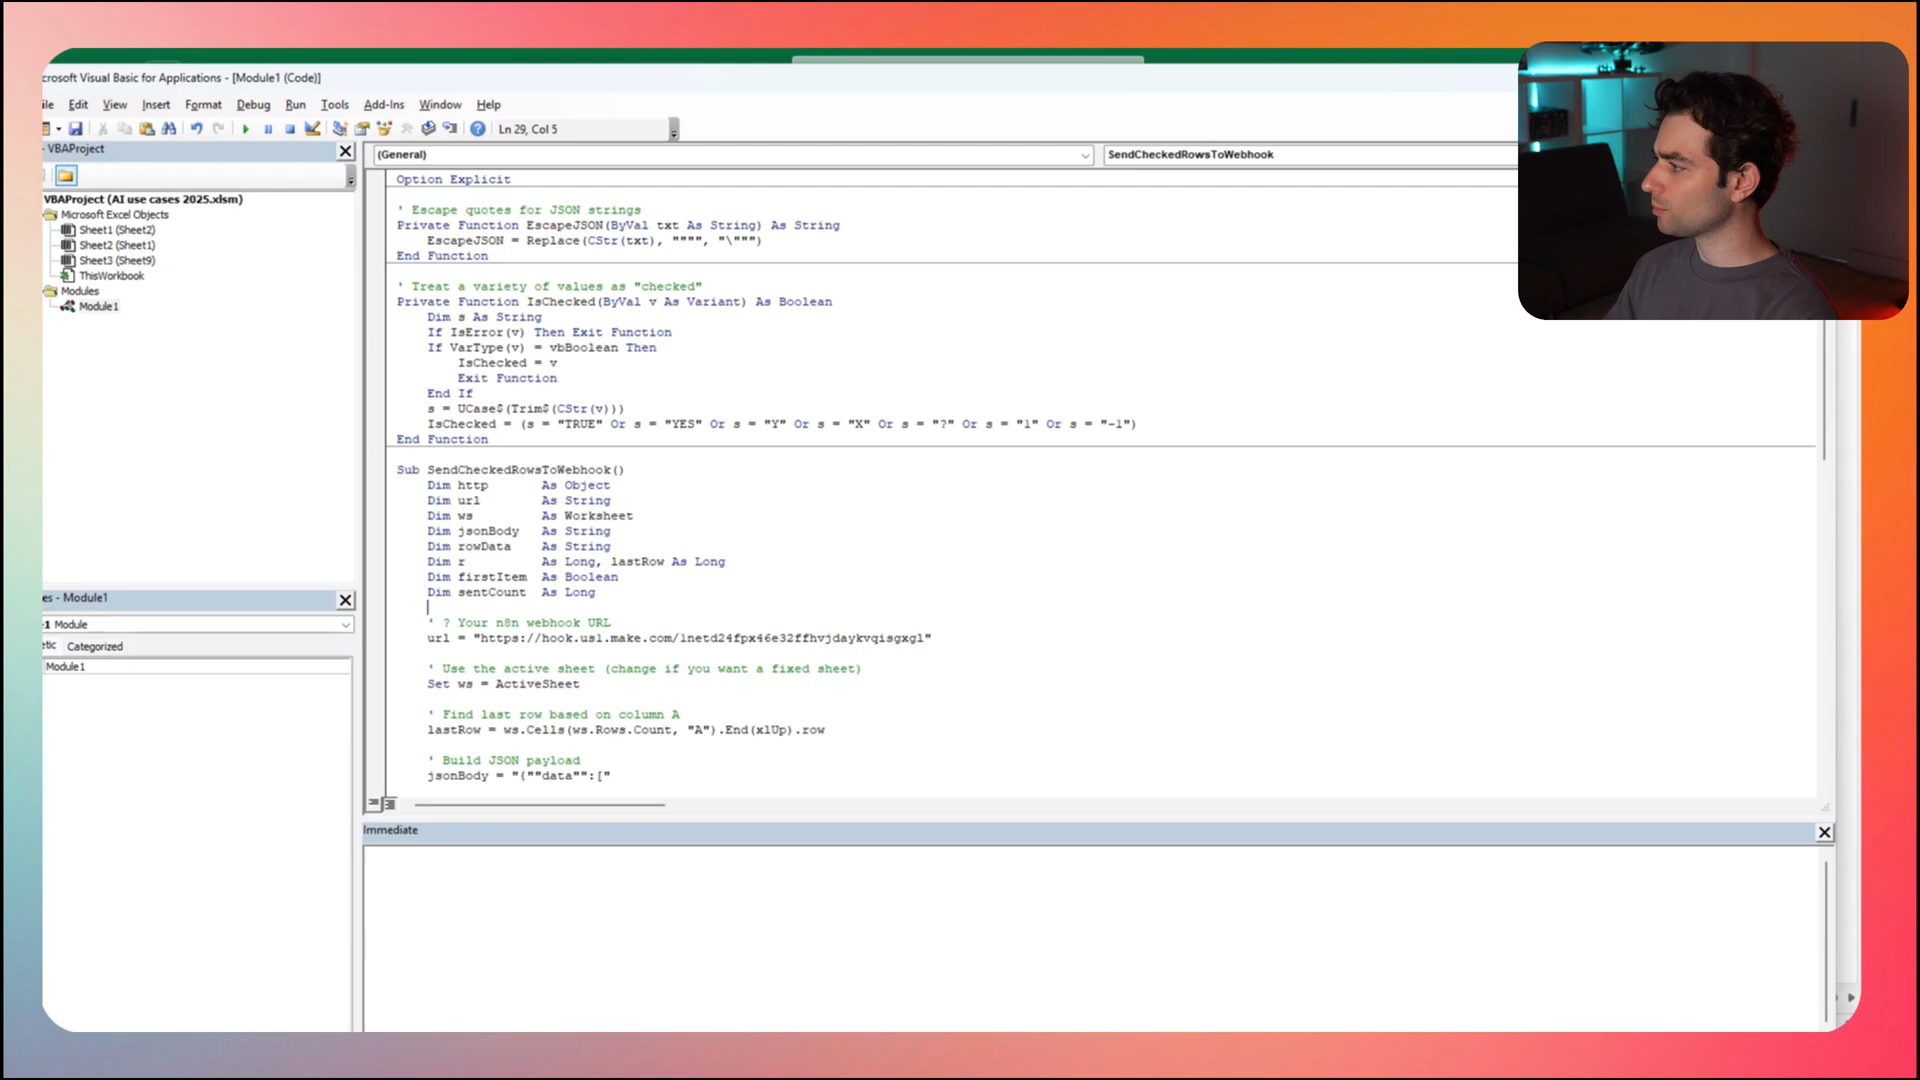 crosoft Visual Basic for Applications - [Module1 (Code)]
ile Edit View Insert Format Debug Run Tools Add-Ins Window Help
Ln 29, Col 5
- VBAProject
VBAProject (AI use cases 2025.xlsm)
Microsoft Excel Objects
Sheet1 (Sheet2)
Sheet2 (Sheet1)
Sheet3 (Sheet9)
ThisWorkbook
Modules
Module1
es - Module1
1 Module
etic Categorized
Module1
(General) SendCheckedRowsToWebhook
Option Explicit
' Escape quotes for JSON strings
Private Function EscapeJSON(ByVal txt As String) As String
EscapeJSON = Replace(CStr(txt), """", "\""")
End Function
' Treat a variety of values as "checked"
Private Function IsChecked(ByVal v As Variant) As Boolean
Dim s As String
If IsError(v) Then Exit Function
If VarType(v) = vbBoolean Then
IsChecked = v
Exit Function
End If
s = UCase$(Trim$(CStr(v)))
IsChecked = (s = "TRUE" Or s = "YES" Or s = "Y" Or s = "X" Or s = "?" Or s = "1" Or s = "-1")
End Function
Sub SendCheckedRowsToWebhook()
Dim http As Object
Dim url As String
Dim ws As Worksheet
Dim jsonBody As String
Dim rowData As String
Dim r As Long, lastRow As Long
Dim firstItem As Boolean
Dim sentCount As Long
' ? Your n8n webhook URL
url = "https://hook.us1.make.com/1netd24fpx46e32ffhvjdaykvqisgxgl"
' Use the active sheet (change if you want a fixed sheet)
Set ws = ActiveSheet
' Find last row based on column A
lastRow = ws.Cells(ws.Rows.Count, "A").End(xlUp).row
' Build JSON payload
jsonBody = "{""data"":["
Immediate